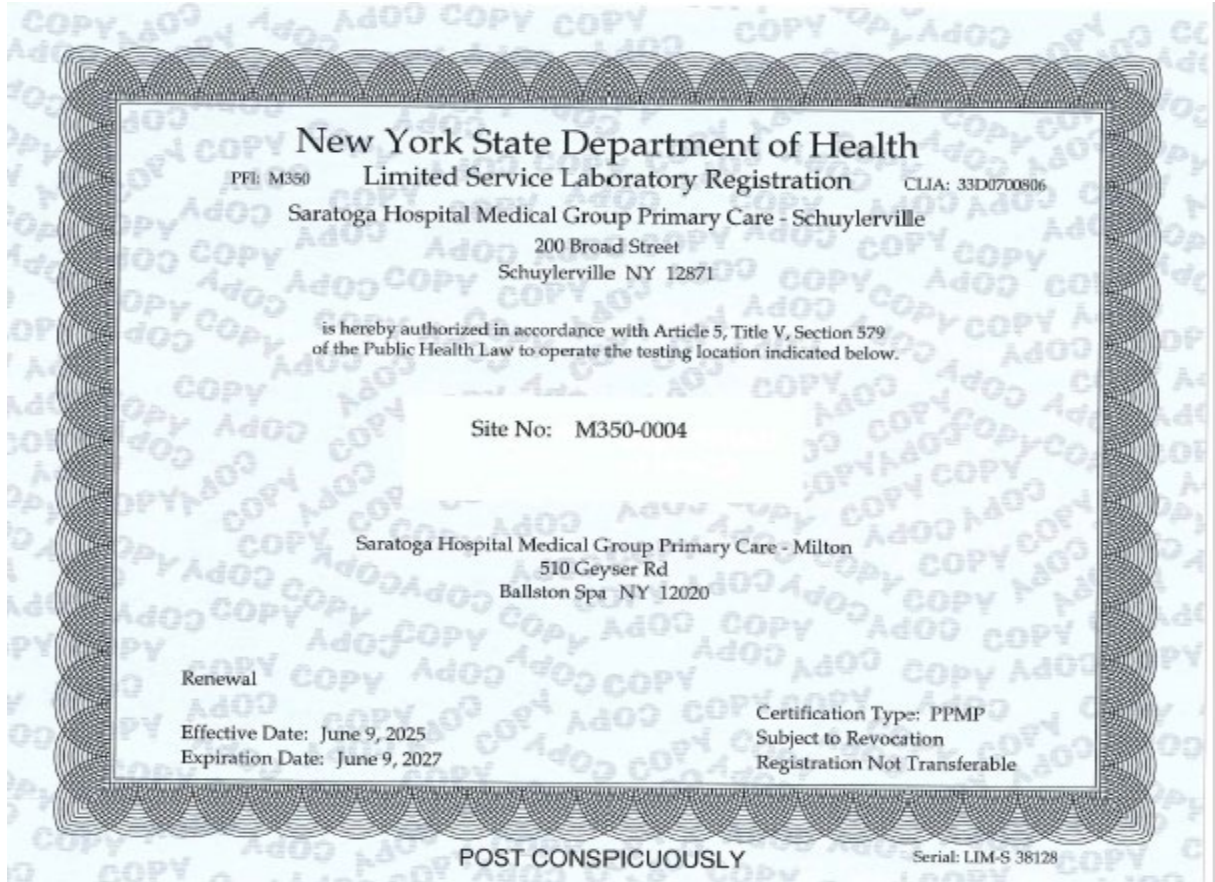 New York State Department of Health
PFI: M350 Limited Service Laboratory Registration CLIA: 33D0700806
Saratoga Hospital Medical Group Primary Care - Schuylerville
200 Broad Street
Schuylerville NY 12871
is hereby authorized in accordance with Article 5, Title V, Section 579
of the Public Health Law to operate the testing location indicated below.
Site No: M350-0004
Saratoga Hospital Medical Group Primary Care - Milton
510 Geyser Rd
Ballston Spa NY 12020
Renewal
Effective Date: June 9, 2025
Expiration Date: June 9, 2027
Certification Type: PPMP
Subject to Revocation
Registration Not Transferable
POST CONSPICUOUSLY
Serial: LIM-S 38128
COPY